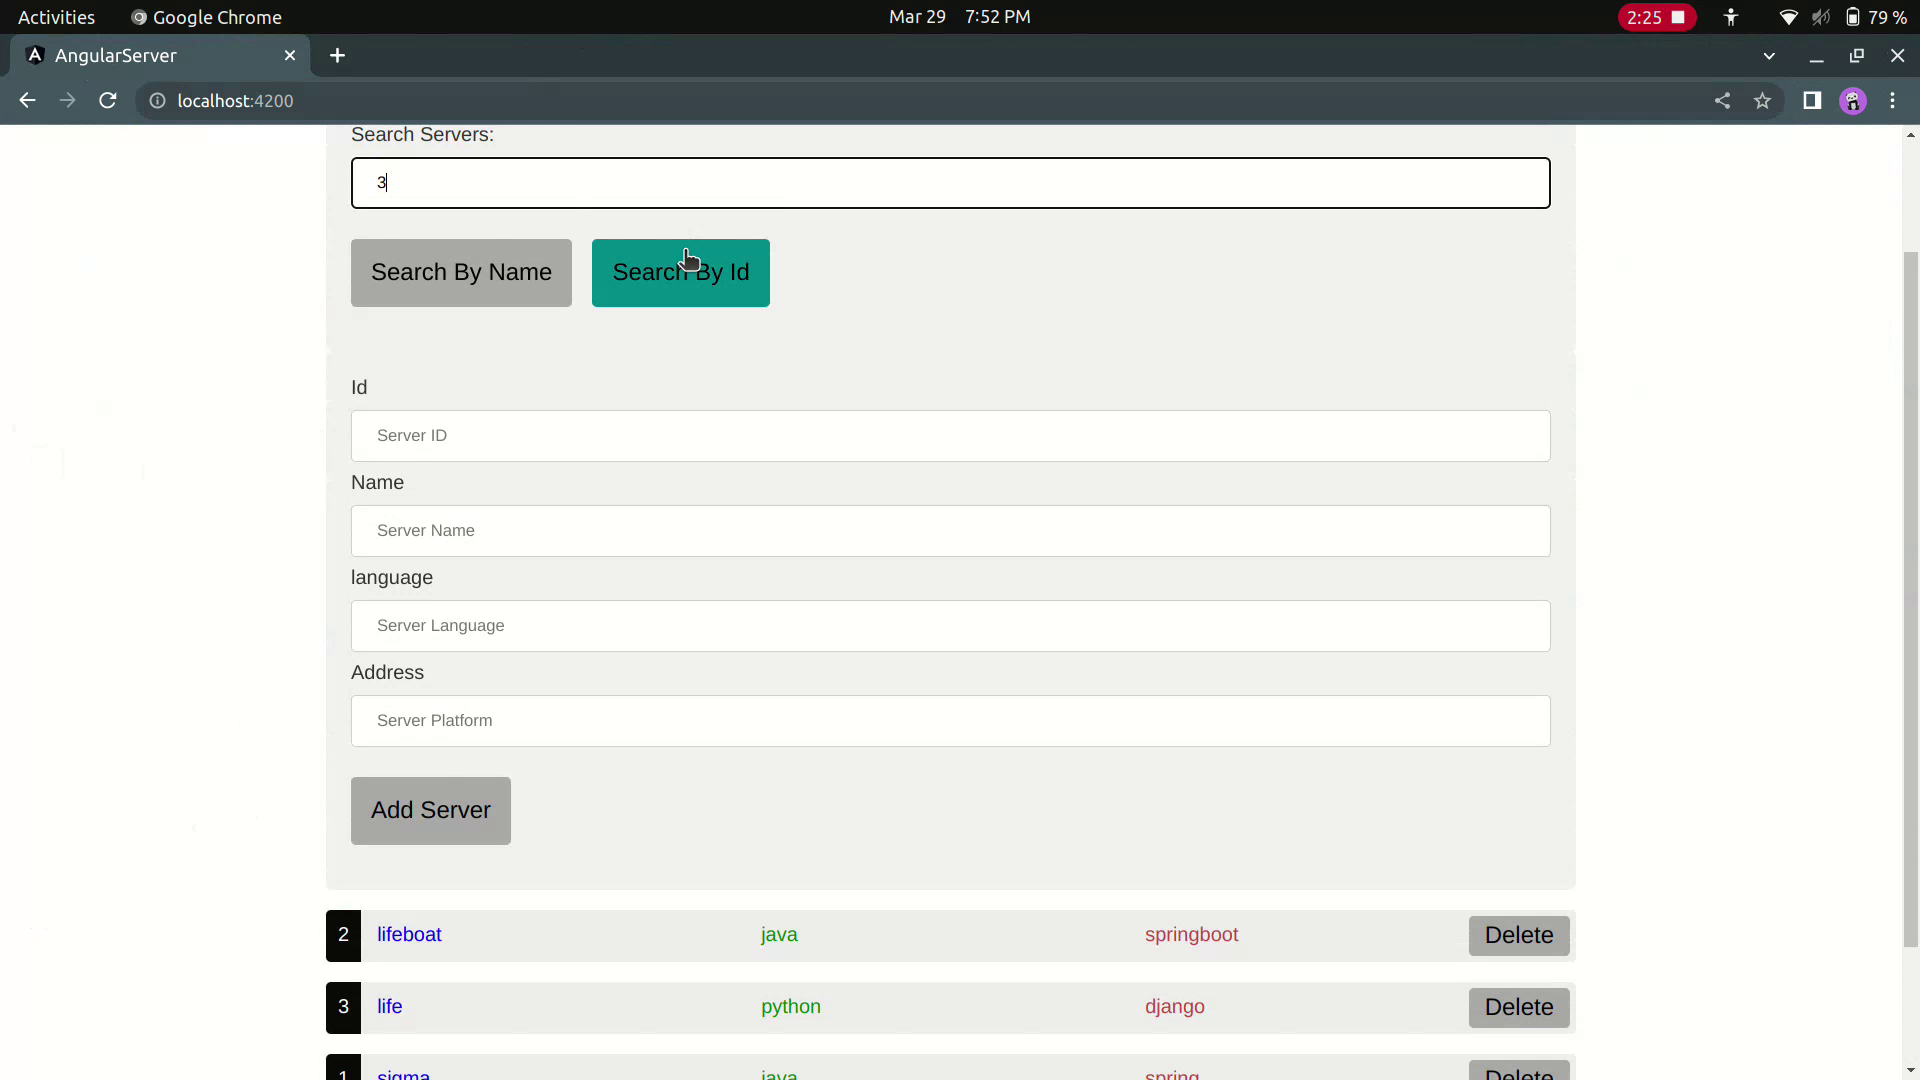 Activities Google Chrome Mar 29 7:52 PM 2:25 79 %
AngularServer
localhost:4200
Search Servers:
3
Search By Name Search By Id
Id
Server ID
Name
Server Name
language
Server Language
Address
Server Platform
Add Server
2 lifeboat java springboot Delete
3 life python django Delete
1 sigma java spring Delete